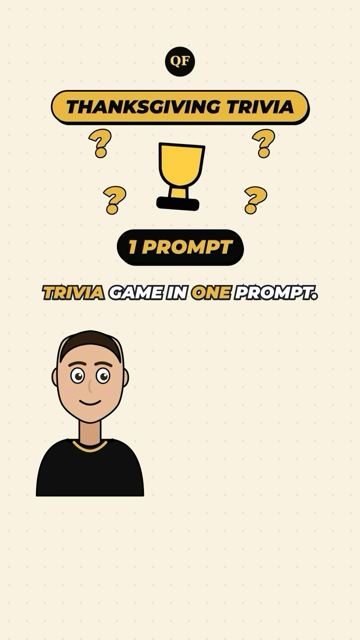 QF
THANKSGIVING TRIVIA
?
?
?
?
1 PROMPT
TRIVIA GAME IN ONE PROMPT.